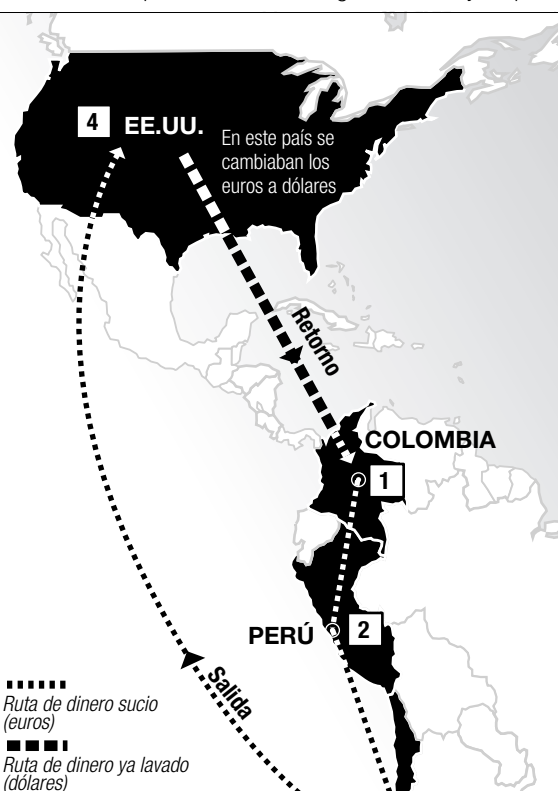 4 EE.UU.
En este país se
cambiaban los
euros a dólares
Retorno
COLOMBIA
1
PERÚ 2
Salida
Ruta de dinero sucio
(euros)
Ruta de dinero ya lavado
(dólares)